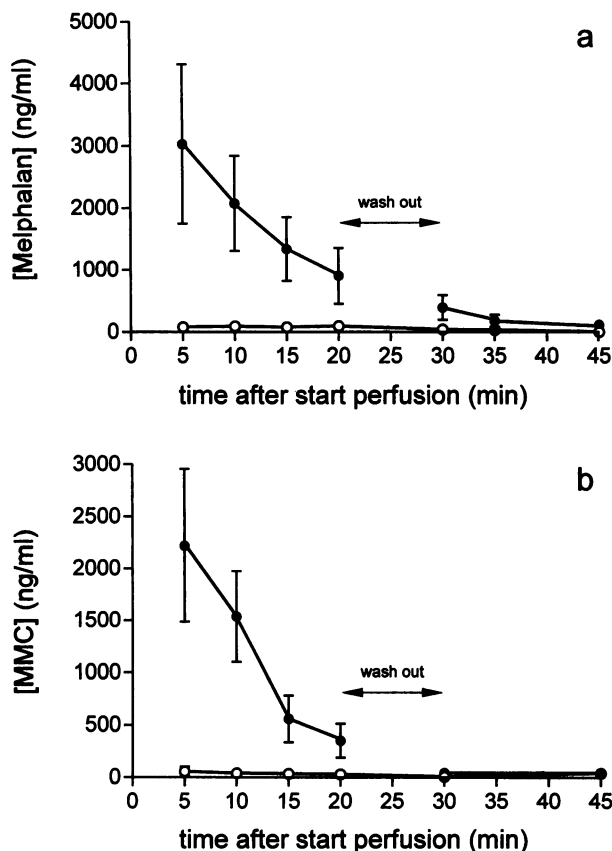 a
[Melphalan] (ng/ml)
5000
4000
3000
2000
1000
0
wash out
0 5 10 15 20 25 30 35 40 45
time after start perfusion (min)
b
[MMC] (ng/ml)
3000
2500
2000
1500
1000
500
0
wash out
0 5 10 15 20 25 30 35 40 45
time after start perfusion (min)